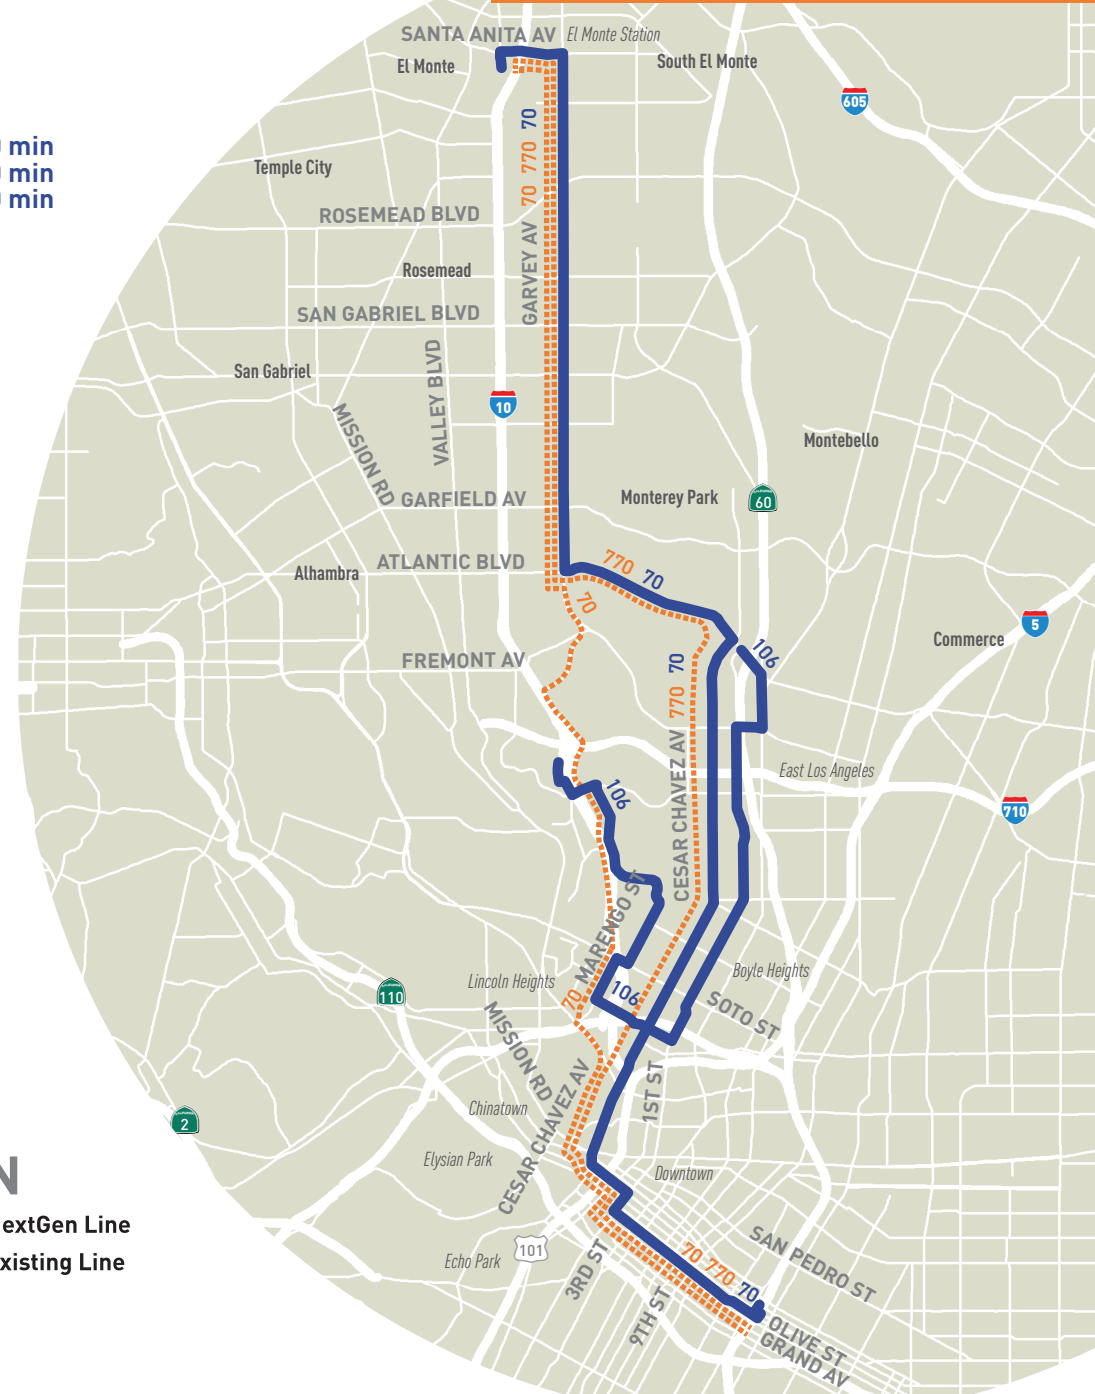 SANTA ANITA AV
El Monte Station
El Monte
South El Monte
605
min
min
min
70 770 70
Temple City
ROSEMEAD BLVD
Rosemead
GARVEY AV
SAN GABRIEL BLVD
VALLEY BLVD
San Gabriel
10
MISSION RD
Montebello
GARFIELD AV
Monterey Park
60
ATLANTIC BLVD
770 70
Alhambra
70
5
Commerce
FREMONT AV
106
CESAR CHAVEZ AV 770 70
East Los Angeles
106
710
MARENGO ST
Boyle Heights
Lincoln Heights
70
106
110
SOTO ST
MISSION RD
1ST ST
CESAR CHAVEZ AV
Chinatown
2
Elysian Park
Downtown
N
extGen Line
xisting Line
101
Echo Park
3RD ST
SAN PEDRO ST
70 770 70
9TH ST
OLIVE ST
GRAND AV